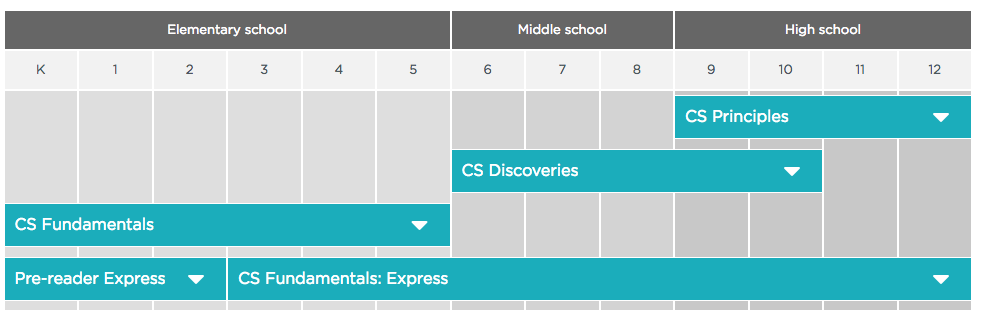 Elementary school Middle school High school
K 1 2 3 4 5 6 7 8 9 10 11 12
CS Principles
CS Discoveries
CS Fundamentals
Pre-reader Express CS Fundamentals: Express